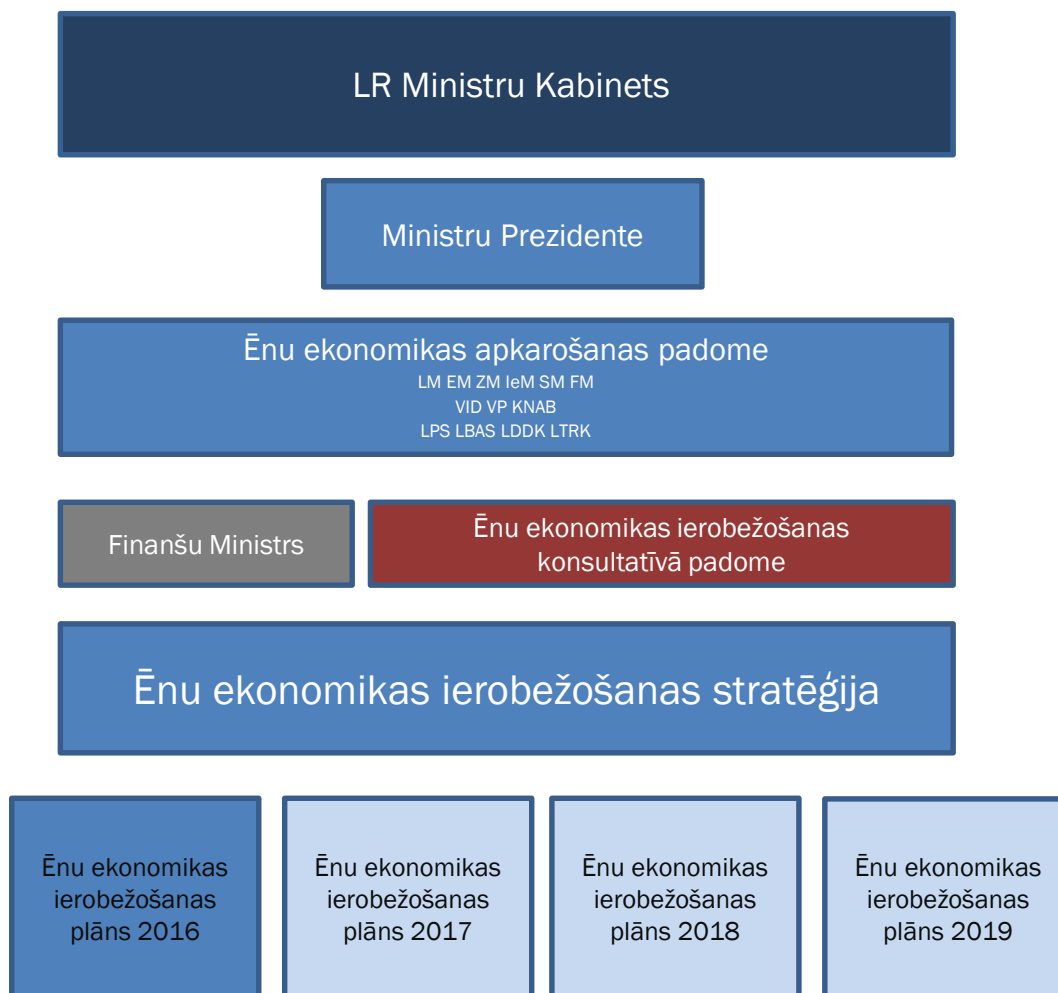 LR Ministru Kabinets
Ministru Prezidente
Ēnu ekonomikas apkarošanas padome
LM EM ZM IeM SM FM
VID VP KNAB
LPS LBAS LDDK LTRK
Finanšu Ministrs
Ēnu ekonomikas ierobežošanas
konsultatīvā padome
Ēnu ekonomikas ierobežošanas stratēģija
Ēnu ekonomikas
ierobežošanas
plāns 2016
Ēnu ekonomikas
ierobežošanas
plāns 2017
Ēnu ekonomikas
ierobežošanas
plāns 2018
Ēnu ekonomikas
ierobežošanas
plāns 2019